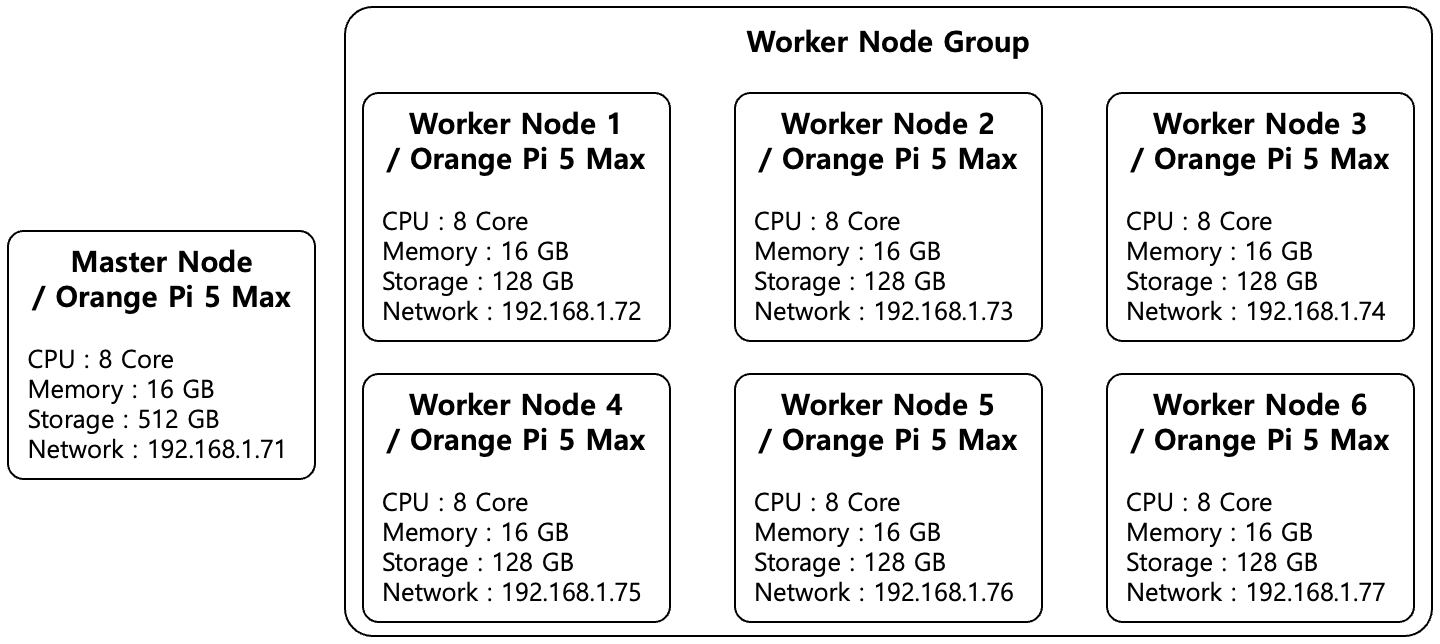 Worker Node Group
Master Node
/ Orange Pi 5 Max
CPU : 8 Core
Memory : 16 GB
Storage : 512 GB
Network : 192.168.1.71
Worker Node 1
/ Orange Pi 5 Max
CPU : 8 Core
Memory : 16 GB
Storage : 128 GB
Network : 192.168.1.72
Worker Node 2
/ Orange Pi 5 Max
CPU : 8 Core
Memory : 16 GB
Storage : 128 GB
Network : 192.168.1.73
Worker Node 3
/ Orange Pi 5 Max
CPU : 8 Core
Memory : 16 GB
Storage : 128 GB
Network : 192.168.1.74
Worker Node 4
/ Orange Pi 5 Max
CPU : 8 Core
Memory : 16 GB
Storage : 128 GB
Network : 192.168.1.75
Worker Node 5
/ Orange Pi 5 Max
CPU : 8 Core
Memory : 16 GB
Storage : 128 GB
Network : 192.168.1.76
Worker Node 6
/ Orange Pi 5 Max
CPU : 8 Core
Memory : 16 GB
Storage : 128 GB
Network : 192.168.1.77